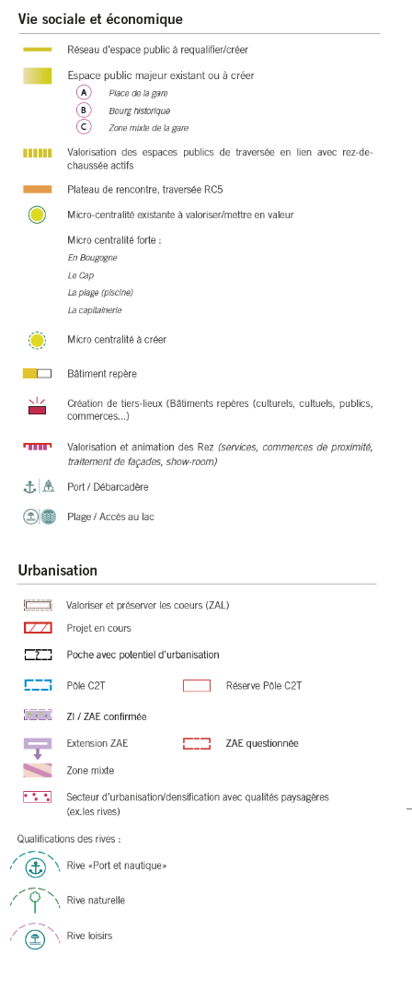 Vie sociale et économique
Réseau d'espace public à requalifier/créer
Espace public majeur existant ou à créer
A Place de la gare
B Bourg historique
C Zone mixte de la gare
Valorisation des espaces publics de traversée en lien avec rez-de-
chaussée actifs
Plateau de rencontre, traversée RC5
Micro-centralité existante à valoriser/mettre en valeur
Micro centralité forte :
En Bougogne
Le Cap
La plage (piscine)
La capitainerie
Micro centralité à créer
Bâtiment repère
Création de tiers-lieux (Bâtiments repères (culturels, cultuels, publics,
commerces...)
Valorisation et animation des Rez (services, commerces de proximité,
traitement de façades, show-room)
Port / Débarcadère
Plage / Accès au lac
Urbanisation
Valoriser et préserver les coeurs (ZAL)
Projet en cours
? Poche avec potentiel d'urbanisation
Pôle C2T Réserve Pôle C2T
ZI / ZAE confirmée
Extension ZAE ZAE questionnée
Zone mixte
Secteur d'urbanisation/densification avec qualités paysagères
(ex.les rives)
Qualifications des rives :
Rive «Port et nautique»
Rive naturelle
Rive loisirs